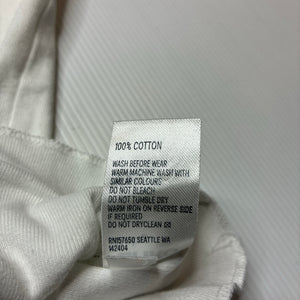 100% COTTON
WASH BEFORE WEAR
WARM MACHINE WASH WITH
SIMILAR COLOURS
DO NOT BLEACH
DO NOT TUMBLE DRY
WARM IRON ON REVERSE SIDE
IF REQUIRED
DO NOT DRYCLEAN
RN157650 SEATTLE WA
142404